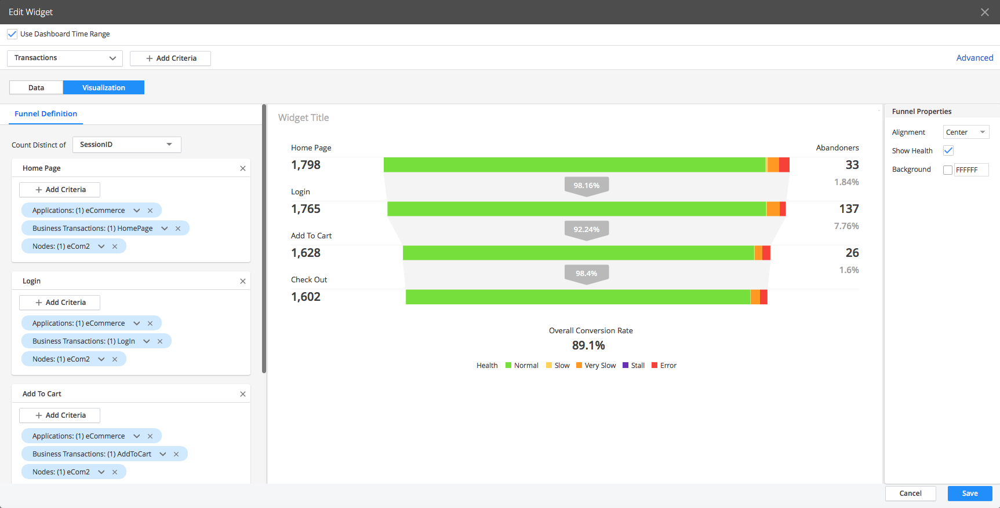 Edit Widget
Use Dashboard Time Range
Transactions
+ Add Criteria
Advanced
Data
Visualization
Funnel Definition
Count Distinct of
SessionID
Home Page
+ Add Criteria
Applications: (1) eCommerce
Business Transactions: (1) HomePage
Nodes: (1) eCom2
Login
+ Add Criteria
Applications: (1) eCommerce
Business Transactions: (1) LogIn
Nodes: (1) eCom2
Add To Cart
+ Add Criteria
Applications: (1) eCommerce
Business Transactions: (1) AddToCart
Nodes: (1) eCom2
Widget Title
Home Page
Abandoners
1,798
33
98.16%
1.84%
Login
1,765
137
92.24%
7.76%
Add To Cart
1,628
26
98.4%
1.6%
Check Out
1,602
Overall Conversion Rate
89.1%
Health Normal Slow Very Slow Stall Error
Funnel Properties
Alignment
Center
Show Health
Background
FFFFFF
Cancel
Save